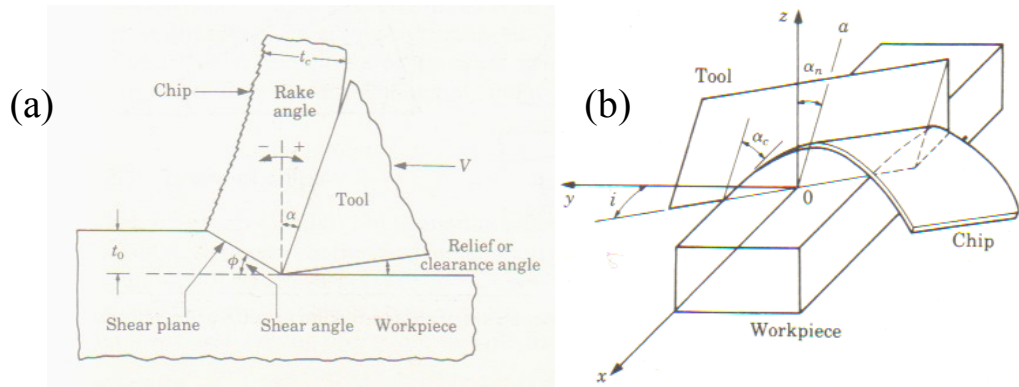 (a)
t_c
Chip
Rake
angle
− +
V
α
Tool
t_0
ϕ
Relief or
clearance angle
Shear plane
Shear angle
Workpiece
(b)
z
a
Tool
α_n
α_c
y
i
0
Chip
Workpiece
x